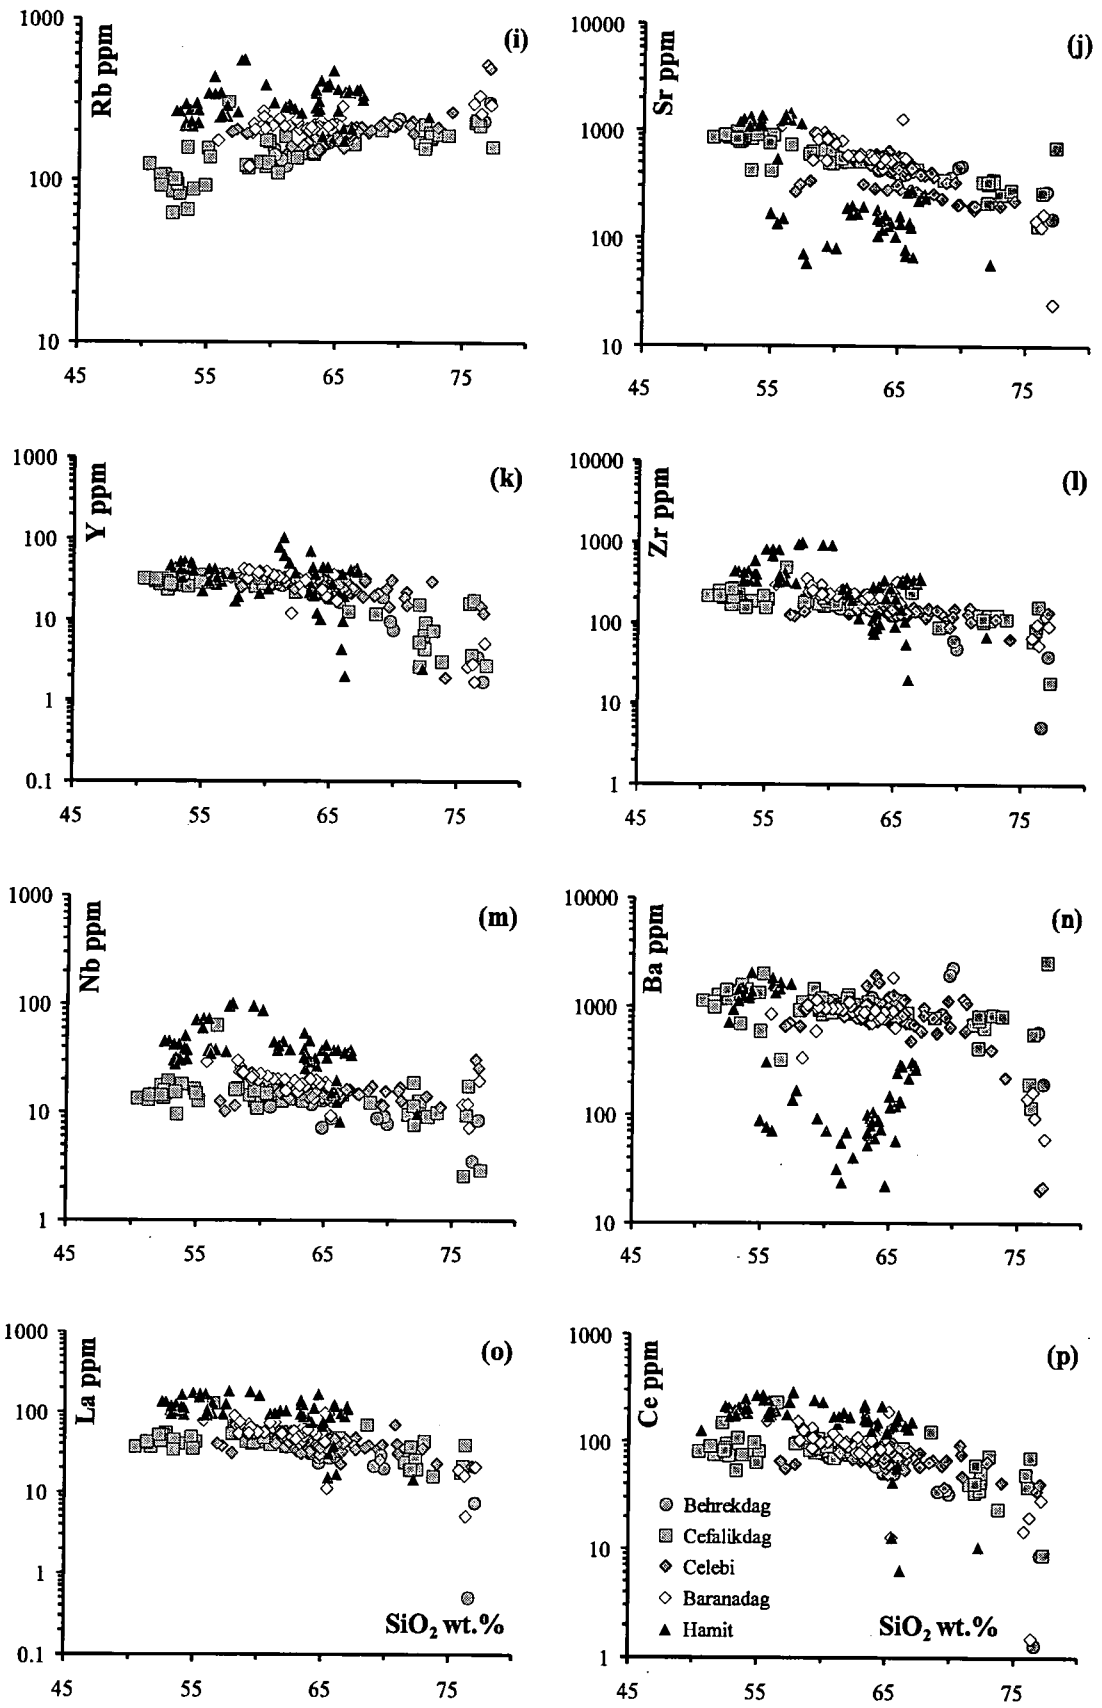 (i)
Rb ppm
1000
100
10
45 55 65 75
(j)
Sr ppm
10000
1000
100
10
45 55 65 75
(k)
Y ppm
1000
100
10
1
0.1
45 55 65 75
(l)
Zr ppm
10000
1000
100
10
1
45 55 65 75
(m)
Nb ppm
1000
100
10
1
45 55 65 75
(n)
Ba ppm
10000
1000
100
10
45 55 65 75
(o)
La ppm
1000
100
10
1
0.1
SiO₂ wt.%
45 55 65 75
(p)
Ce ppm
1000
100
10
1
Behrekdag
Cefalikdag
Celebi
Baranadag
Hamit
SiO₂ wt.%
45 55 65 75